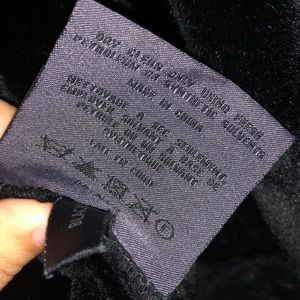 DRY CLEAN ONLY USING FRESH
PETROLEUM OR SYNTHETIC SOLVENTS
MADE IN CHINA
NETTOYAGE A SEC SEULEMENT,
EMPLOYER SOLVANT A BASE DE
PETROL, OU UN SOLVANT
SYNTHETIQUE
FAIT EN CHINE